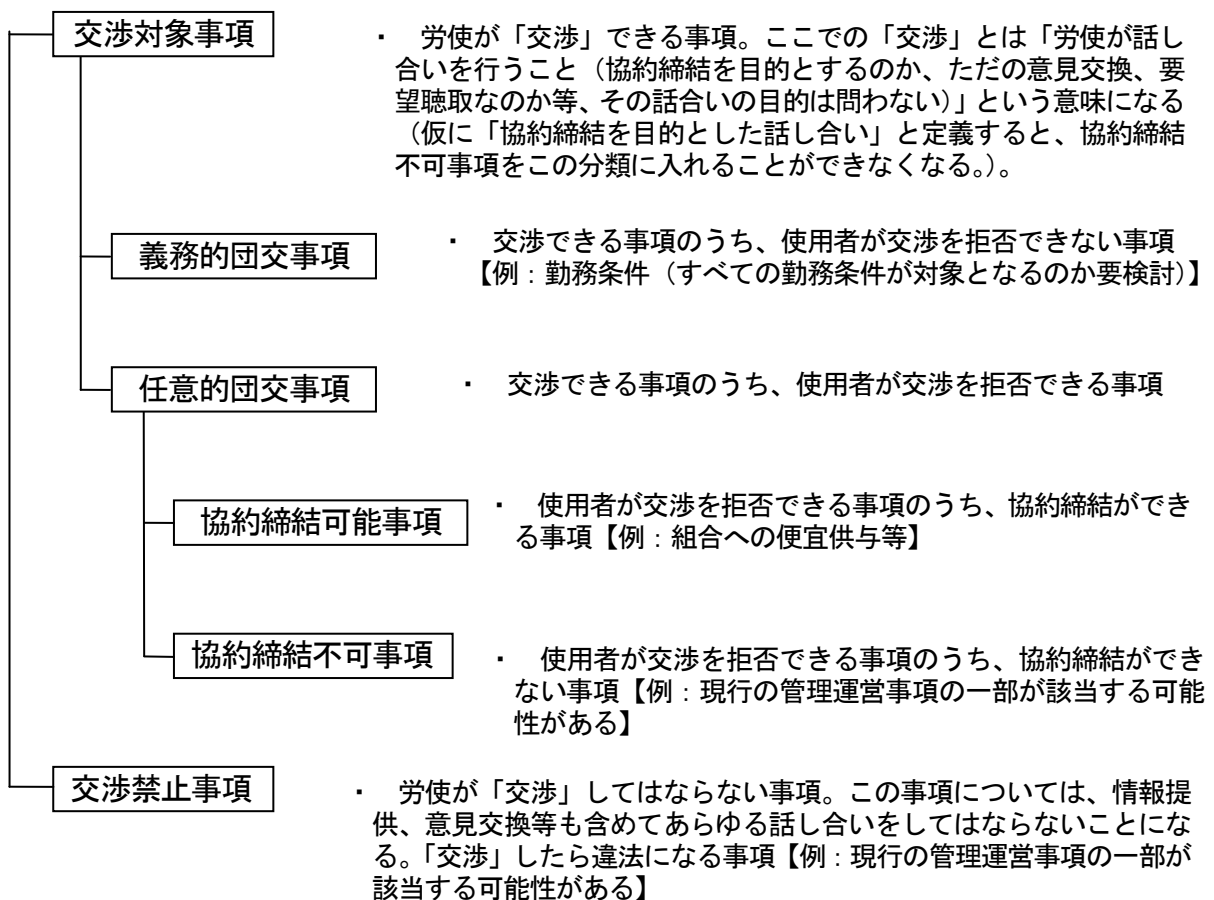 交渉対象事項
・ 労使が「交渉」できる事項。ここでの「交渉」とは「労使が話し
合いを行うこと（協約締結を目的とするのか、ただの意見交換、要
望聴取なのか等、その話合いの目的は問わない）」という意味になる
（仮に「協約締結を目的とした話し合い」と定義すると、協約締結
不可事項をこの分類に入れることができなくなる。）。
義務的団交事項
・ 交渉できる事項のうち、使用者が交渉を拒否できない事項
【例：勤務条件（すべての勤務条件が対象となるのか要検討）】
任意的団交事項
・ 交渉できる事項のうち、使用者が交渉を拒否できる事項
協約締結可能事項
・ 使用者が交渉を拒否できる事項のうち、協約締結ができ
る事項【例：組合への便宜供与等】
協約締結不可事項
・ 使用者が交渉を拒否できる事項のうち、協約締結ができ
ない事項【例：現行の管理運営事項の一部が該当する可能
性がある】
交渉禁止事項
・ 労使が「交渉」してはならない事項。この事項については、情報提
供、意見交換等も含めてあらゆる話し合いをしてはならないことにな
る。「交渉」したら違法になる事項【例：現行の管理運営事項の一部が
該当する可能性がある】